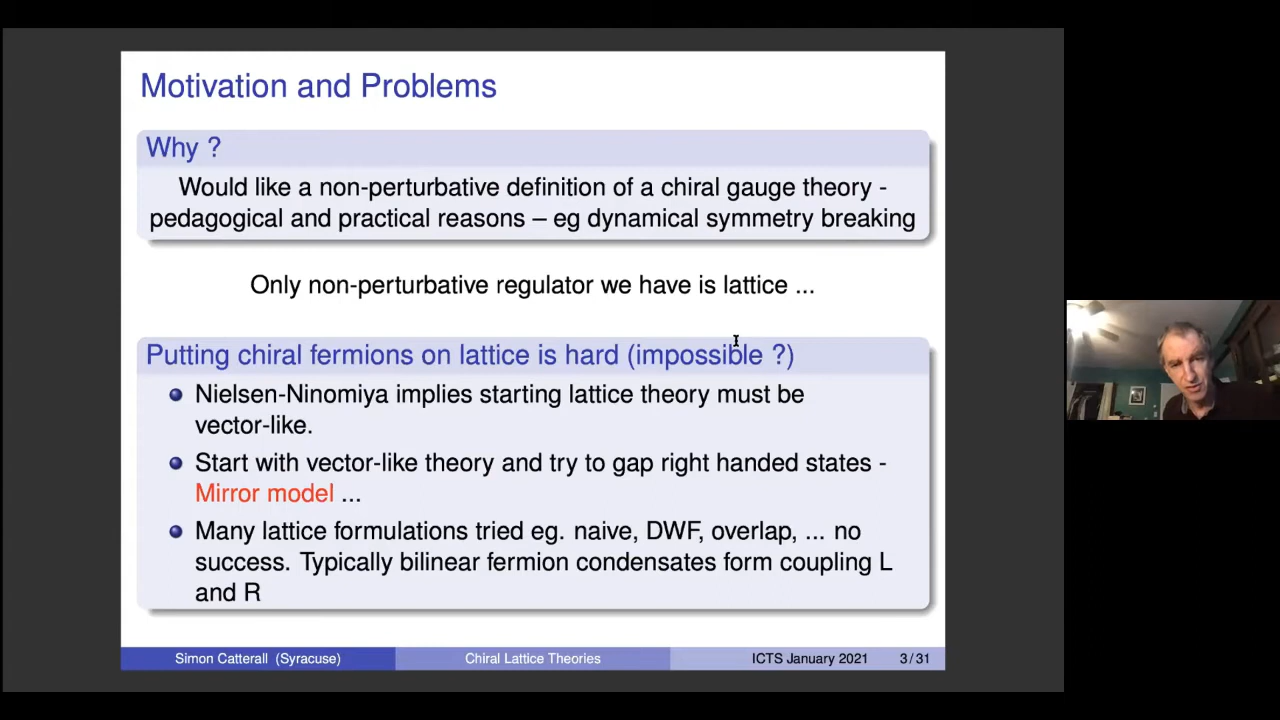 Motivation and Problems
Why ?
Would like a non-perturbative definition of a chiral gauge theory -
pedagogical and practical reasons – eg dynamical symmetry breaking
Only non-perturbative regulator we have is lattice ...
Putting chiral fermions on lattice is hard (impossible ?)
Nielsen-Ninomiya implies starting lattice theory must be
vector-like.
Start with vector-like theory and try to gap right handed states -
Mirror model ...
Many lattice formulations tried eg. naive, DWF, overlap, ... no
success. Typically bilinear fermion condensates form coupling L
and R
Simon Catterall (Syracuse)
Chiral Lattice Theories
ICTS January 2021
3 / 31